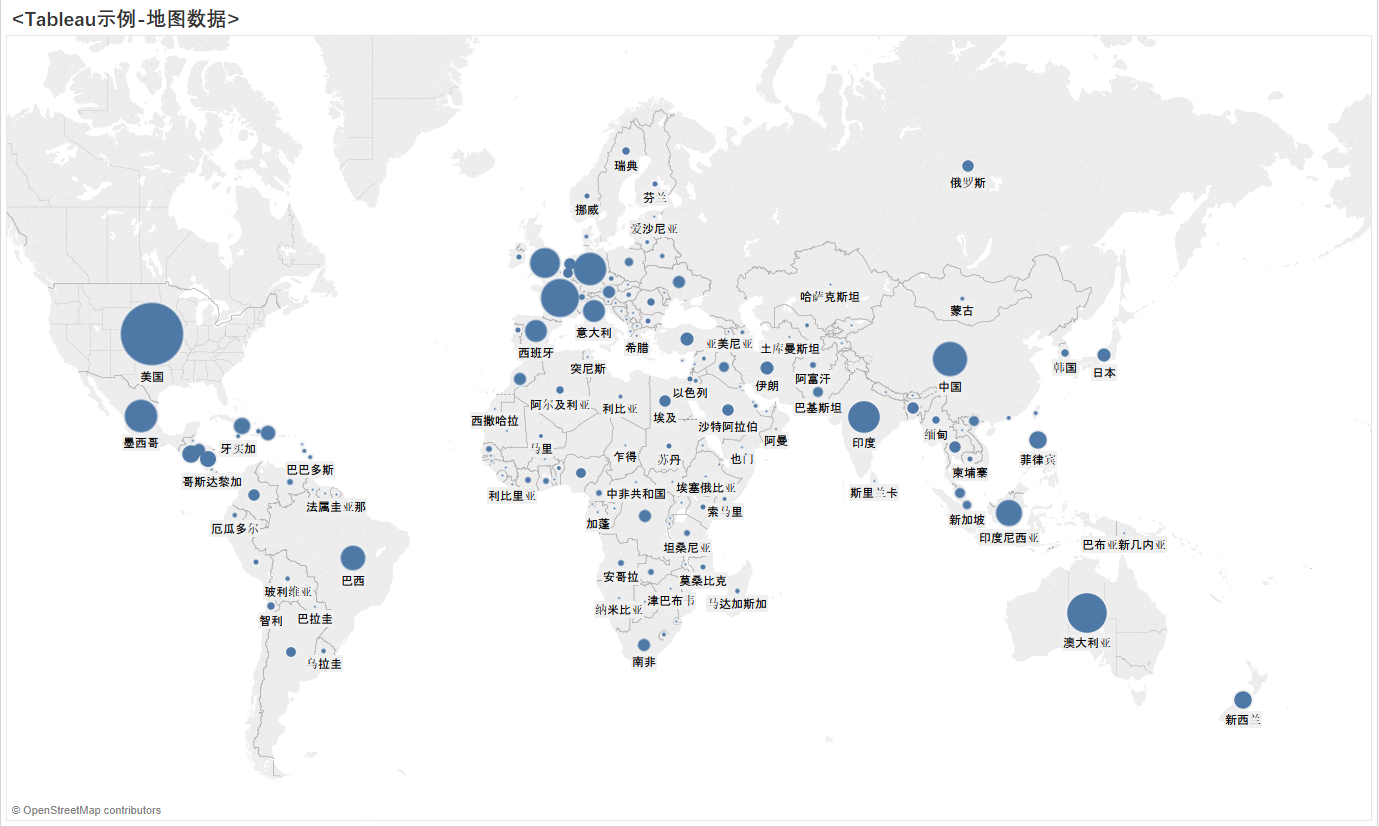 <Tableau示例-地图数据>
瑞典
俄罗斯
芬兰
挪威
爱沙尼亚
哈萨克斯坦
蒙古
意大利
希腊
亚美尼亚
土库曼斯坦
西班牙
突尼斯
韩国
日本
美国
以色列
伊朗
阿富汗
中国
阿尔及利亚
利比亚
埃及
巴基斯坦
西撒哈拉
沙特阿拉伯
阿曼
印度
缅甸
墨西哥
牙买加
马里
乍得
苏丹
也门
菲律宾
巴巴多斯
柬埔寨
哥斯达黎加
利比里亚
中非共和国
埃塞俄比亚
斯里兰卡
法属圭亚那
索马里
新加坡
厄瓜多尔
加蓬
印度尼西亚
坦桑尼亚
巴布亚新几内亚
巴西
安哥拉
莫桑比克
玻利维亚
津巴布韦
马达加斯加
纳米比亚
智利
巴拉圭
澳大利亚
乌拉圭
南非
新西兰
© OpenStreetMap contributors